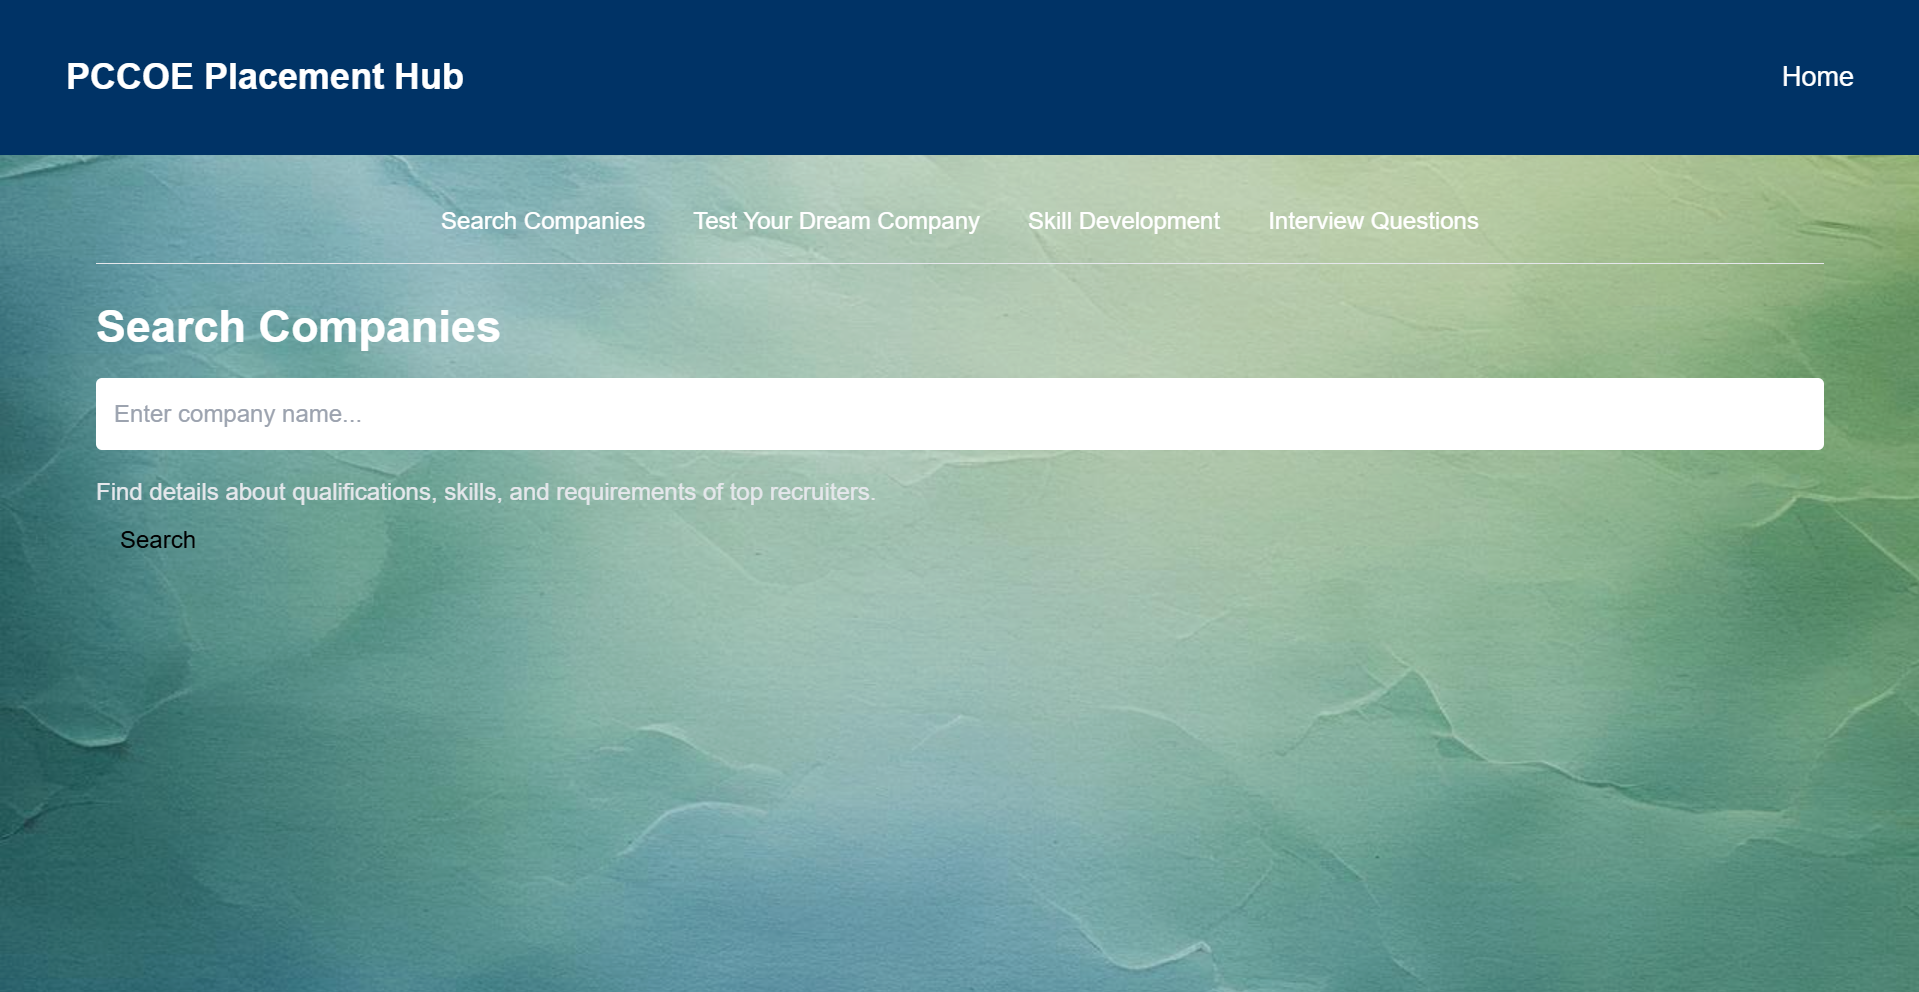 PCCOE Placement Hub
Home
Search Companies
Test Your Dream Company
Skill Development
Interview Questions
Search Companies
Enter company name...
Find details about qualifications, skills, and requirements of top recruiters.
Search